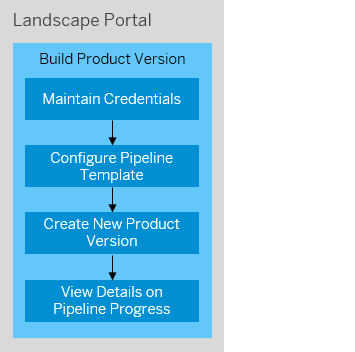 Landscape Portal
Build Product Version
Maintain Credentials
Configure Pipeline
Template
Create New Product
Version
View Details on
Pipeline Progress